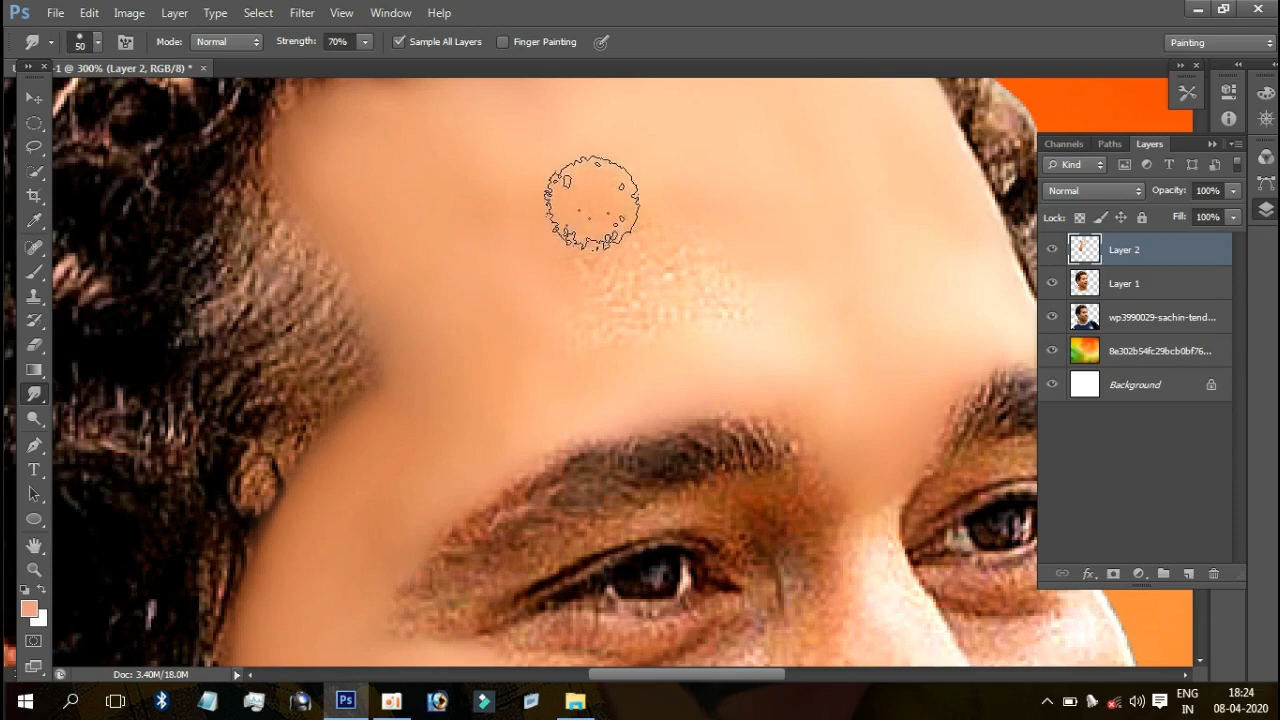 Ps File Edit Image Layer Type Select Filter View Window Help
50 Mode: Normal Strength: 70% Sample All Layers Finger Painting Painting
-1 @ 300% (Layer 2, RGB/8) * ×
Channels Paths Layers
Kind
Normal Opacity: 100%
Lock: Fill: 100%
Layer 2
Layer 1
wp3990029-sachin-tend...
8e302b54fc29bcb0bf76...
Background
fx
T
Doc: 3.40M/18.0M
Ps
ENG
IN
18:24
08-04-2020